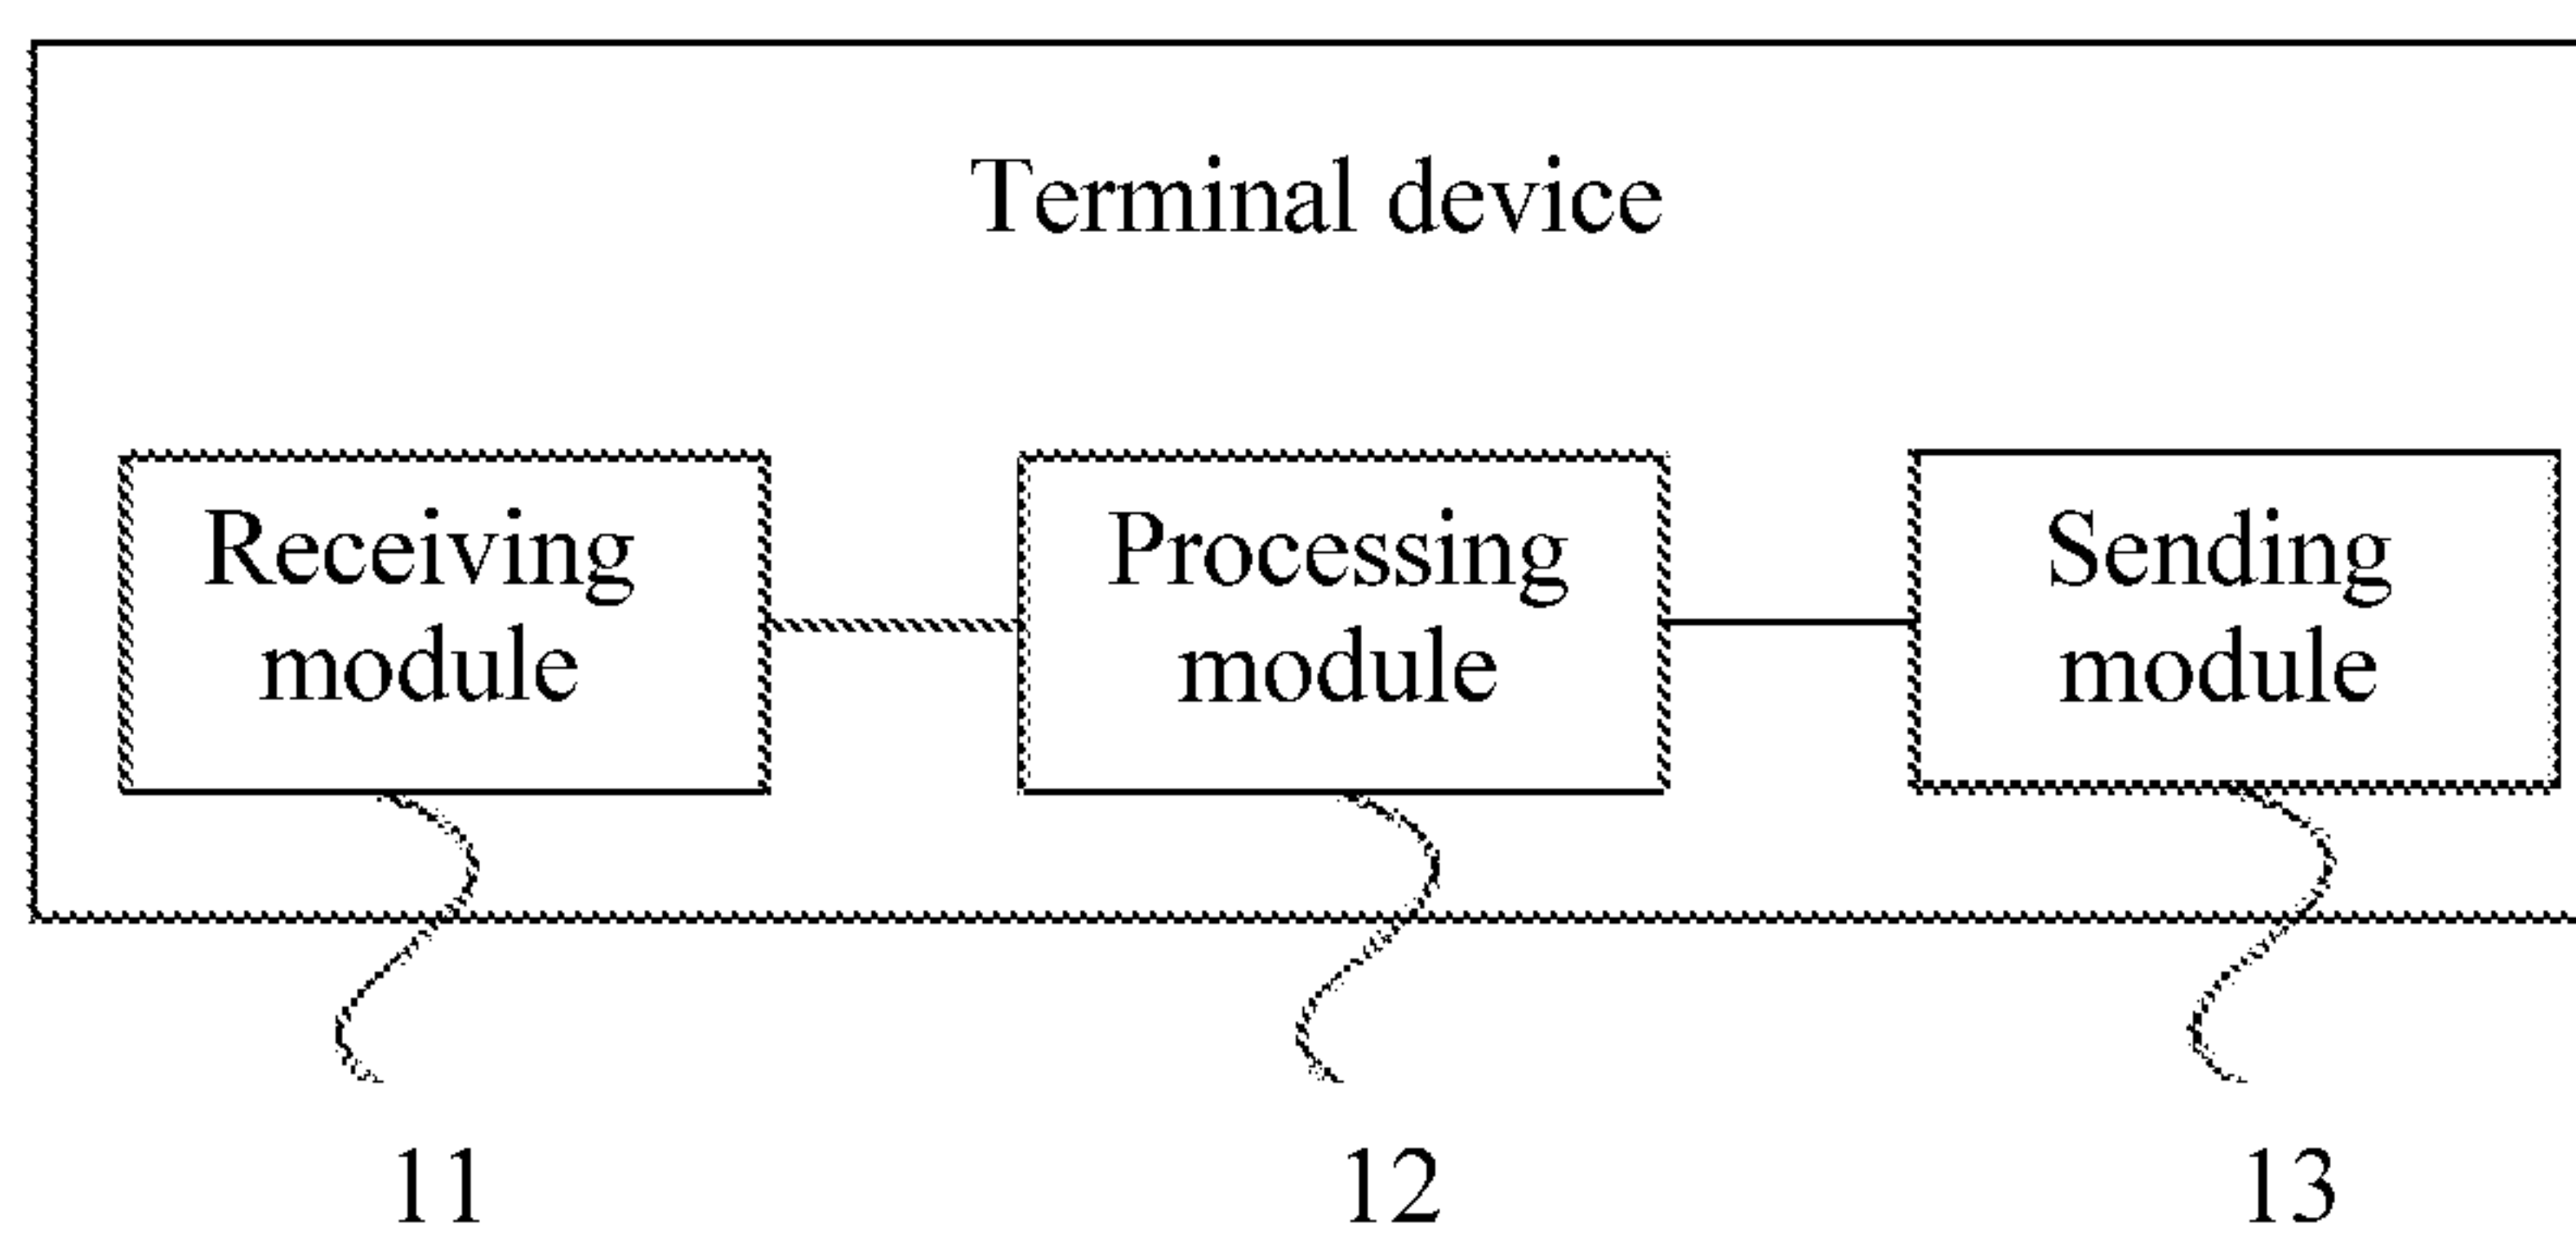 Terminal device
Receiving
module
Processing
module
Sending
module
11
12
13